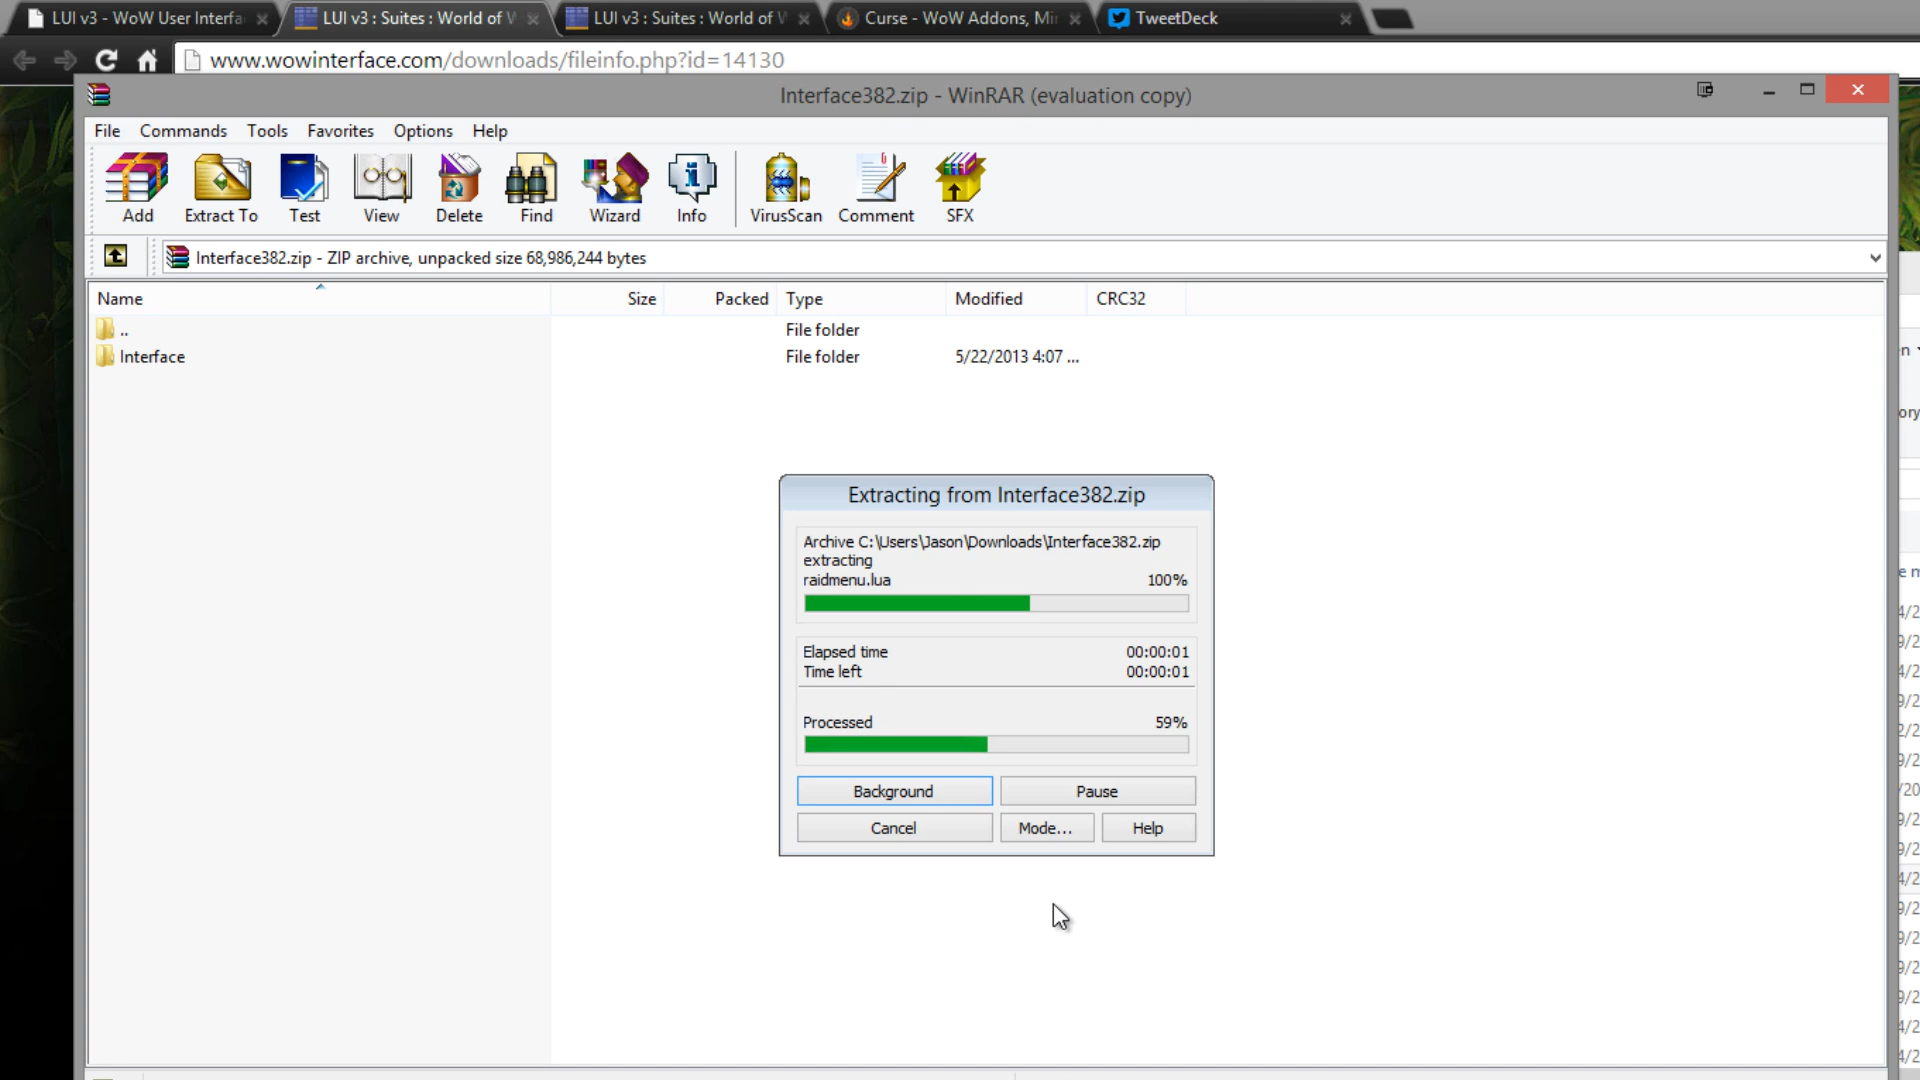 LUI v3 - WoW User Interfa
LUI v3 : Suites : World of W
LUI v3 : Suites : World of W
Curse - WoW Addons, Mi
TweetDeck
www.wowinterface.com/downloads/fileinfo.php?id=14130
Interface382.zip - WinRAR (evaluation copy)
File Commands Tools Favorites Options Help
Add Extract To Test View Delete Find Wizard Info VirusScan Comment SFX
Interface382.zip - ZIP archive, unpacked size 68,986,244 bytes
Name Size Packed Type Modified CRC32
.. File folder
Interface File folder 5/22/2013 4:07 ...
Extracting from Interface382.zip
Archive C:\Users\Jason\Downloads\Interface382.zip
extracting
raidmenu.lua 100%
Elapsed time 00:00:01
Time left 00:00:01
Processed 59%
Background Pause
Cancel Mode... Help